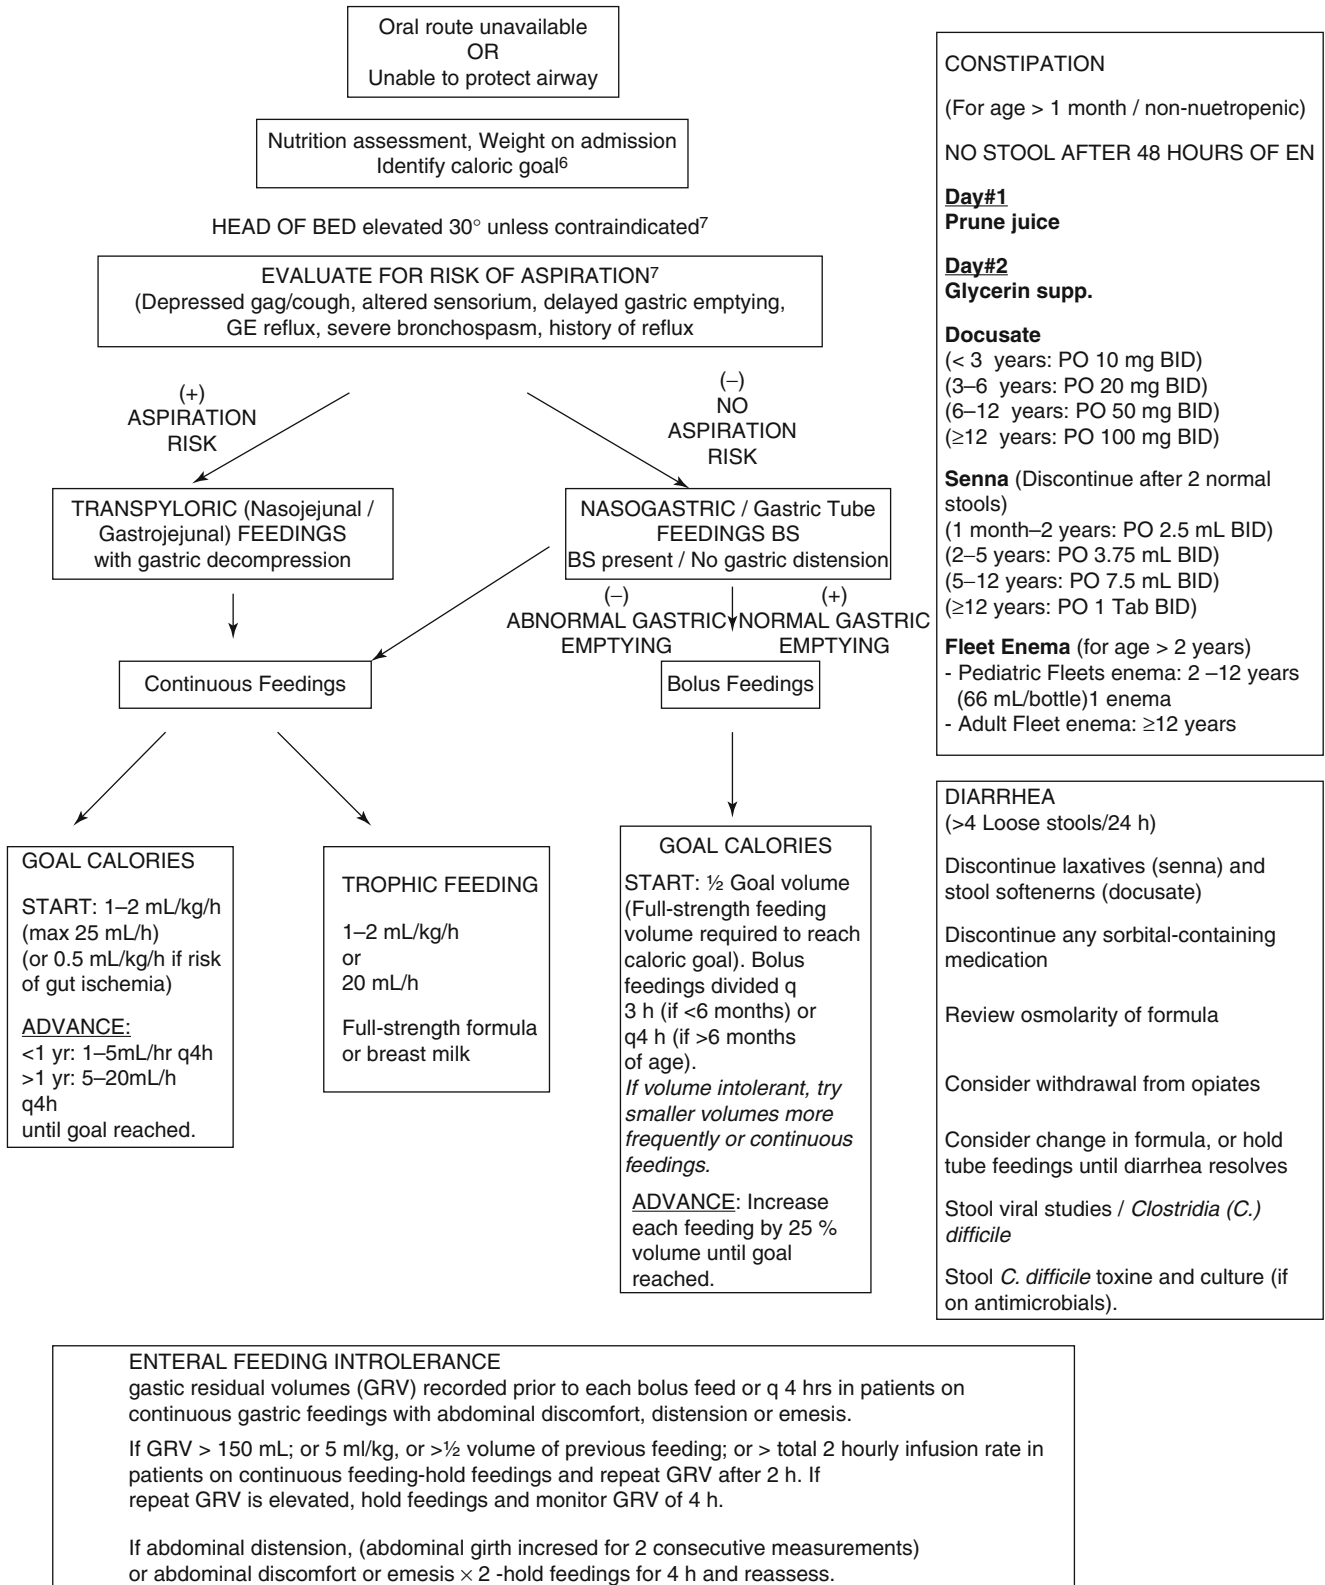 Oral route unavailable
OR
Unable to protect airway
Nutrition assessment, Weight on admission
Identify caloric goal6
HEAD OF BED elevated 30° unless contraindicated7
EVALUATE FOR RISK OF ASPIRATION7
(Depressed gag/cough, altered sensorium, delayed gastric emptying,
GE reflux, severe bronchospasm, history of reflux
(+)
ASPIRATION
RISK
(–)
NO
ASPIRATION
RISK
TRANSPYLORIC (Nasojejunal /
Gastrojejunal) FEEDINGS
with gastric decompression
NASOGASTRIC / Gastric Tube
FEEDINGS BS
BS present / No gastric distension
(–)
ABNORMAL GASTRIC
EMPTYING
(+)
NORMAL GASTRIC
EMPTYING
Continuous Feedings
Bolus Feedings
GOAL CALORIES
START: 1–2 mL/kg/h
(max 25 mL/h)
(or 0.5 mL/kg/h if risk
of gut ischemia)
ADVANCE:
<1 yr: 1–5mL/hr q4h
>1 yr: 5–20mL/h
q4h
until goal reached.
TROPHIC FEEDING
1–2 mL/kg/h
or
20 mL/h
Full-strength formula
or breast milk
GOAL CALORIES
START: ½ Goal volume
(Full-strength feeding
volume required to reach
caloric goal). Bolus
feedings divided q
3 h (if <6 months) or
q4 h (if >6 months
of age).
If volume intolerant, try
smaller volumes more
frequently or continuous
feedings.
ADVANCE: Increase
each feeding by 25 %
volume until goal
reached.
CONSTIPATION
(For age > 1 month / non-nuetropenic)
NO STOOL AFTER 48 HOURS OF EN
Day#1
Prune juice
Day#2
Glycerin supp.
Docusate
(< 3 years: PO 10 mg BID)
(3–6 years: PO 20 mg BID)
(6–12 years: PO 50 mg BID)
(≥12 years: PO 100 mg BID)
Senna (Discontinue after 2 normal
stools)
(1 month–2 years: PO 2.5 mL BID)
(2–5 years: PO 3.75 mL BID)
(5–12 years: PO 7.5 mL BID)
(≥12 years: PO 1 Tab BID)
Fleet Enema (for age > 2 years)
- Pediatric Fleets enema: 2 –12 years
(66 mL/bottle)1 enema
- Adult Fleet enema: ≥12 years
DIARRHEA
(>4 Loose stools/24 h)
Discontinue laxatives (senna) and
stool softenerns (docusate)
Discontinue any sorbital-containing
medication
Review osmolarity of formula
Consider withdrawal from opiates
Consider change in formula, or hold
tube feedings until diarrhea resolves
Stool viral studies / Clostridia (C.)
difficile
Stool C. difficile toxine and culture (if
on antimicrobials).
ENTERAL FEEDING INTROLERANCE
gastic residual volumes (GRV) recorded prior to each bolus feed or q 4 hrs in patients on
continuous gastric feedings with abdominal discomfort, distension or emesis.
If GRV > 150 mL; or 5 ml/kg, or >½ volume of previous feeding; or > total 2 hourly infusion rate in
patients on continuous feeding-hold feedings and repeat GRV after 2 h. If
repeat GRV is elevated, hold feedings and monitor GRV of 4 h.
If abdominal distension, (abdominal girth incresed for 2 consecutive measurements)
or abdominal discomfort or emesis × 2 -hold feedings for 4 h and reassess.